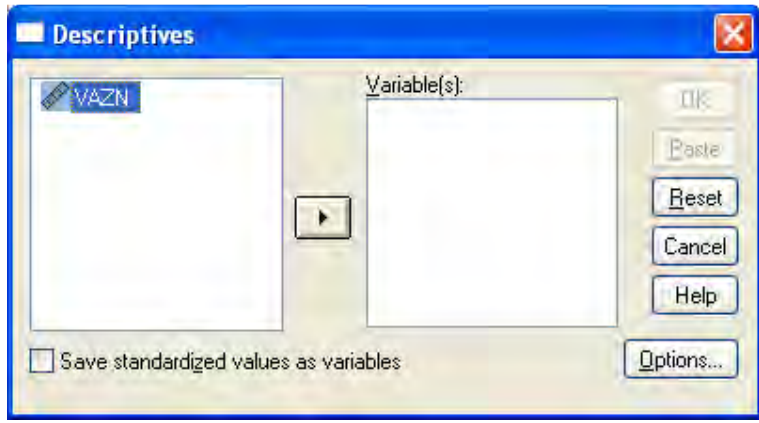 Descriptives
VAZN
Variable(s):
OK
Paste
Reset
Cancel
Help
Save standardized values as variables
Options...